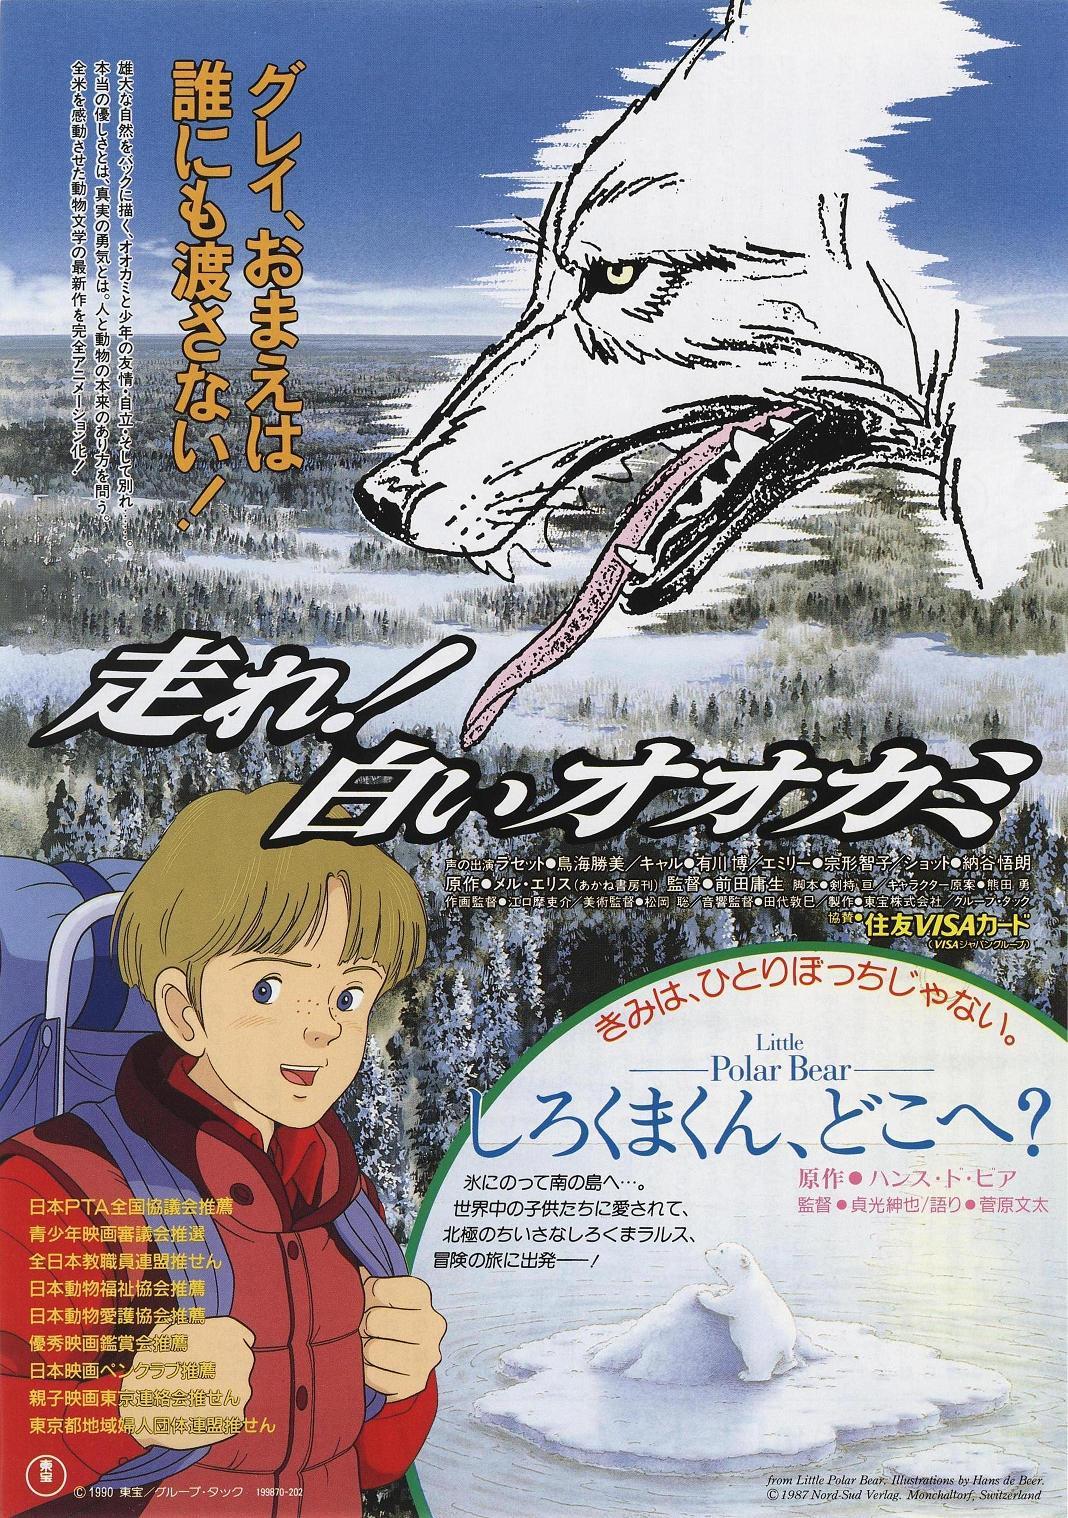 グレイ、おまえは
誰にも渡さない!
雄大な自然をバックに描く、オオカミと少年の友情・自立・そして別れ……。
本当の優しさとは、真実の勇気とは。人と動物の本来のあり方を問う。
全米を感動させた動物文学の最新作を完全アニメーション化!
走れ!
白いオオカミ
声の出演ラセット●鳥海勝美／キャル●有川 博／エミリー●宗形智子／ショット●納谷悟朗
原作●メル・エリス(あかね書房刊) 監督●前田庸生 脚本●剣持 亘／キャラクター原案●熊田 勇
作画監督●江口摩吏介／美術監督●松岡 聡／音響監督●田代敦巳／製作●東宝株式会社／グループ・タック
協賛●住友VISAカード
(VISAジャパングループ)
きみは、ひとりぼっちじゃない。
Little
Polar Bear
しろくまくん、どこへ?
氷にのって南の島へ…。
世界中の子供たちに愛されて、
北極のちいさなしろくまラルス、
冒険の旅に出発――!
原作● ハンス・ド・ビア
監督●貞光紳也/語り●菅原文太
日本PTA全国協議会推薦
青少年映画審議会推選
全日本教職員連盟推せん
日本動物福祉協会推薦
日本動物愛護協会推薦
優秀映画鑑賞会推薦
日本映画ペンクラブ推薦
親子映画東京連絡会推せん
東京都地域婦人団体連盟推せん
東宝
©1990 東宝／グループ・タック 199870-202
from Little Polar Bear. Illustrations by Hans de Beer.
©1987 Nord-Sud Verlag. Monchaltorf, Switzerland